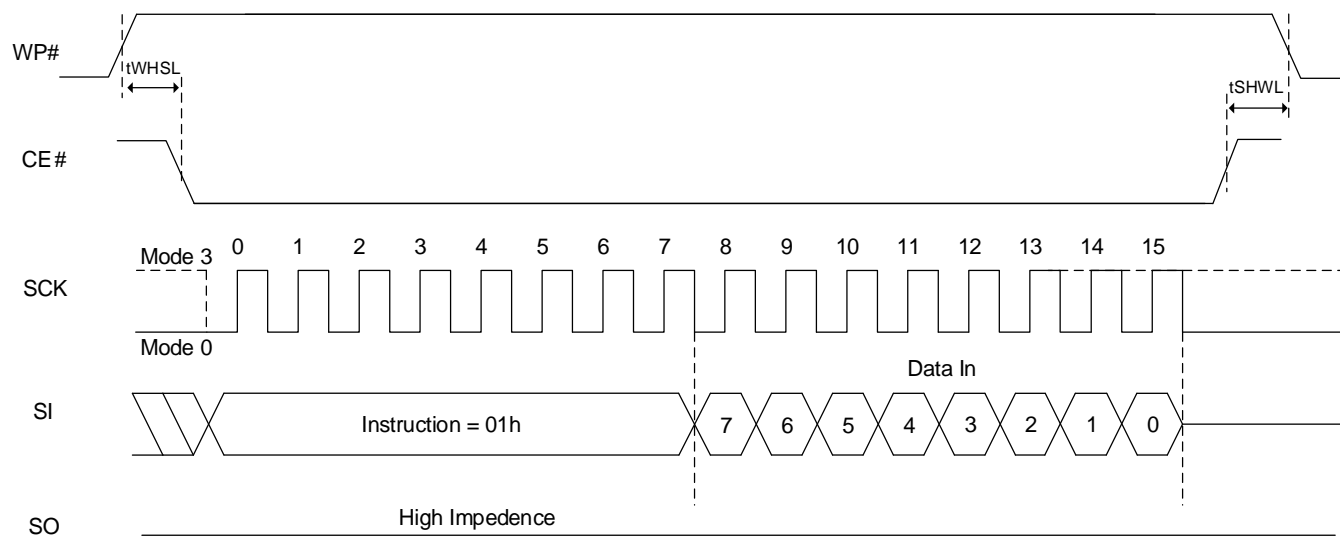 WP#
tWHSL
tSHWL
CE#
Mode 3
0 1 2 3 4 5 6 7 8 9 10 11 12 13 14 15
SCK
Mode 0
Data In
SI
Instruction = 01h
7 6 5 4 3 2 1 0
High Impedence
SO